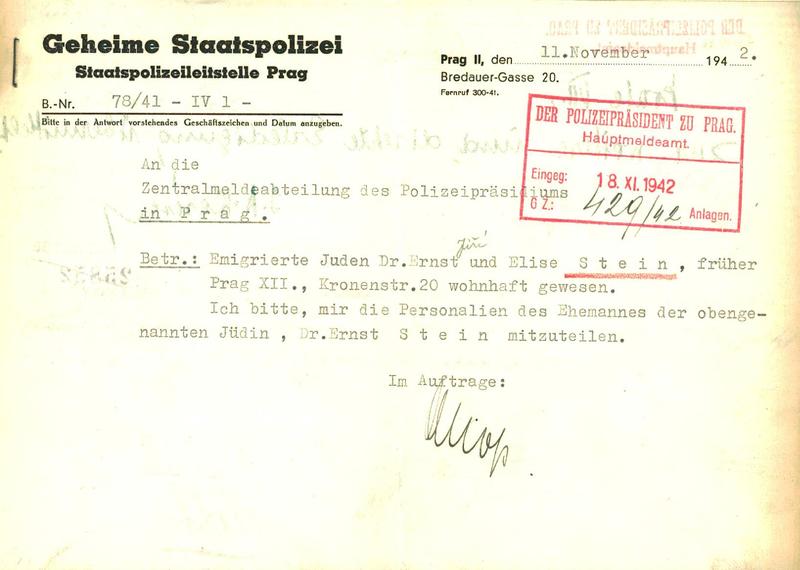 Geheime Staatspolizei
Staatspolizeileitstelle Prag
B.-Nr. 78/41 - IV 1 -
Bitte in der Antwort vorstehendes Geschäftszeichen und Datum anzugeben.
Prag II, den 11.November 1942.
Bredauer-Gasse 20.
Fernruf 300-41.
DER POLIZEIPRÄSIDENT ZU PRAG.
Hauptmeldeamt.
Eingeg: 18. XI. 1942
G Z.: 429/42 Anlagen.
An die
Zentralmeldeabteilung des Polizeipräsidiums
in Prag.
Jiří
Betr.: Emigrierte Juden Dr.Ernst und Elise S t e i n , früher
Prag XII., Kronenstr.20 wohnhaft gewesen.
Ich bitte, mir die Personalien des Ehemannes der obenge-
nannten Jüdin , Dr.Ernst S t e i n mitzuteilen.
Im Auftrage: